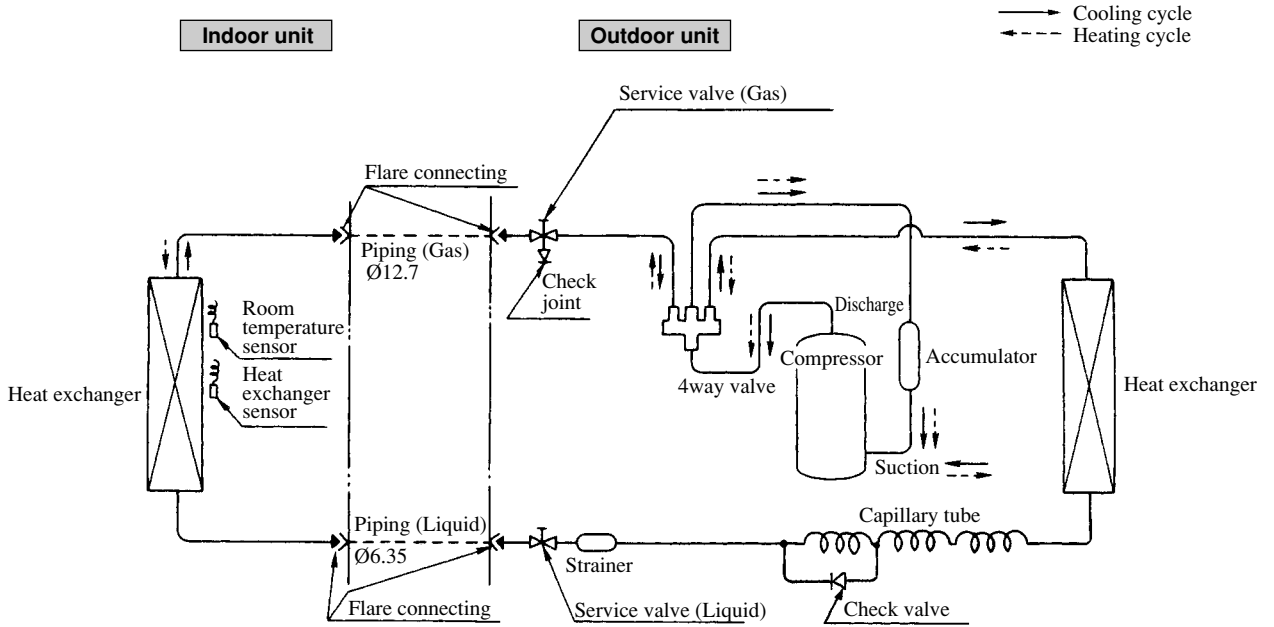 Cooling cycle
Heating cycle
Indoor unit
Outdoor unit
Service valve (Gas)
Flare connecting
Piping (Gas)
Ø12.7
Check
joint
Room
temperature
sensor
Heat
exchanger
sensor
Heat exchanger
Discharge
Compressor
Accumulator
4way valve
Suction
Heat exchanger
Piping (Liquid)
Ø6.35
Strainer
Capillary tube
Flare connecting
Service valve (Liquid)
Check valve